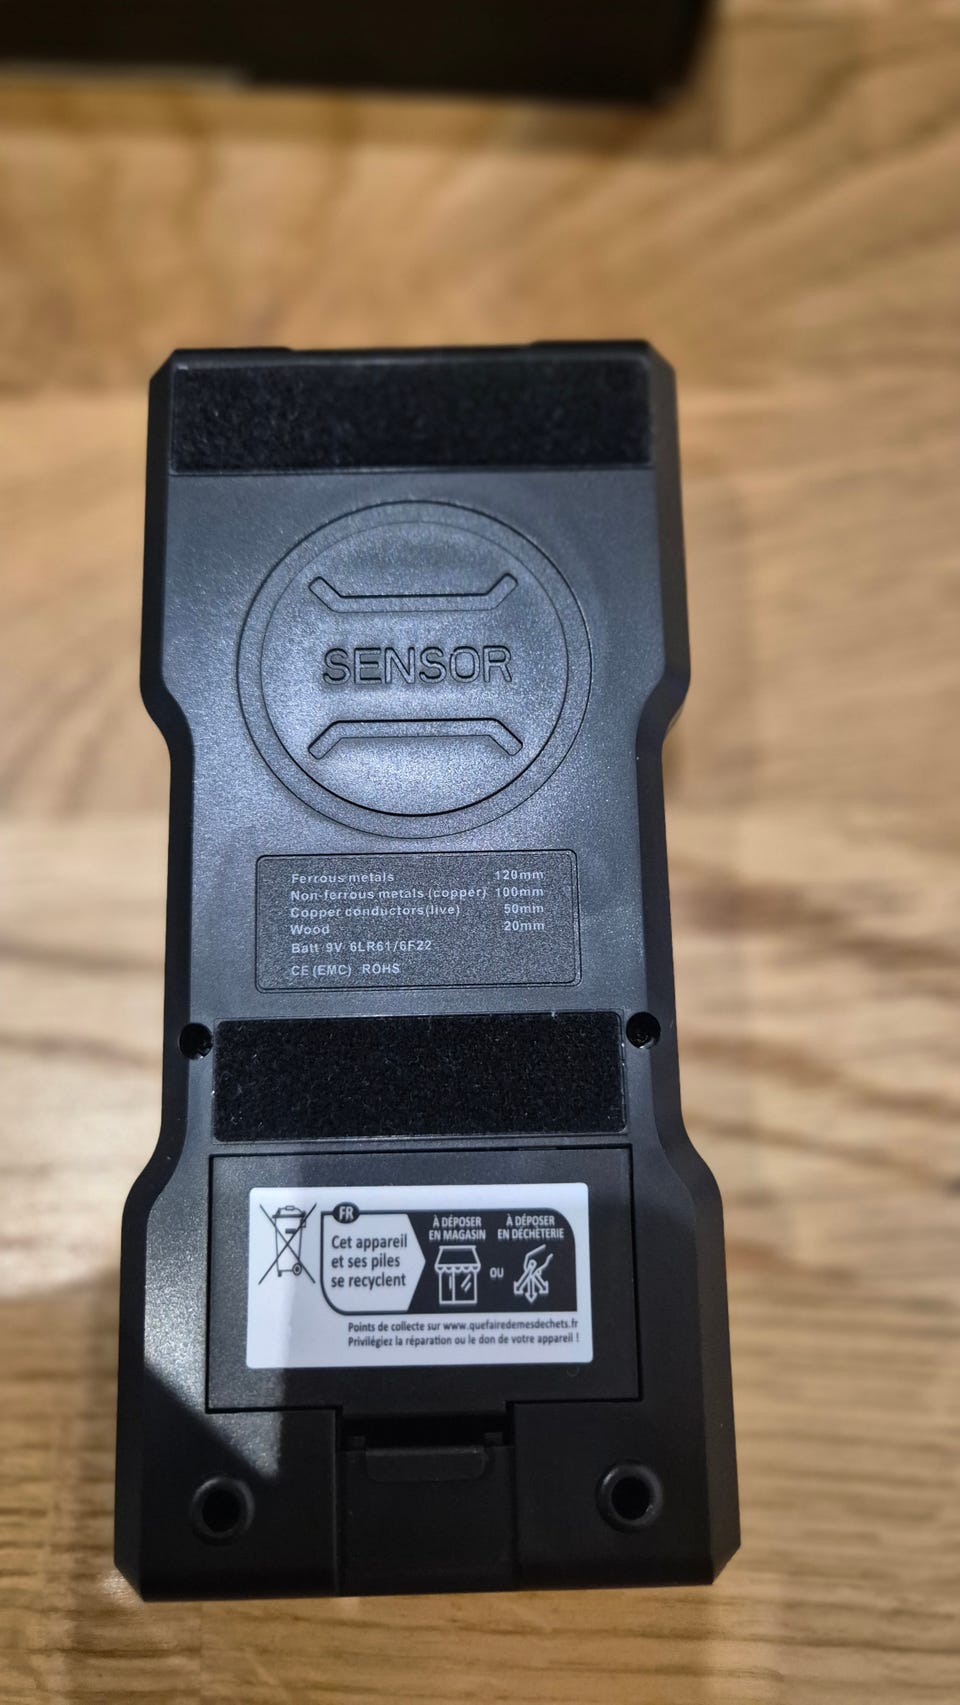 SENSOR
Ferrous metals 120mm
Non-ferrous metals (copper) 100mm
Copper conductors(live) 50mm
Wood 20mm
Batt 9V 6LR61/6F22
CE (EMC) ROHS
FR
Cet appareil
et ses piles
se recyclent
À DÉPOSER
EN MAGASIN
OU
À DÉPOSER
EN DÉCHÈTERIE
Points de collecte sur www.quefairedemesdechets.fr
Privilégiez la réparation ou le don de votre appareil !